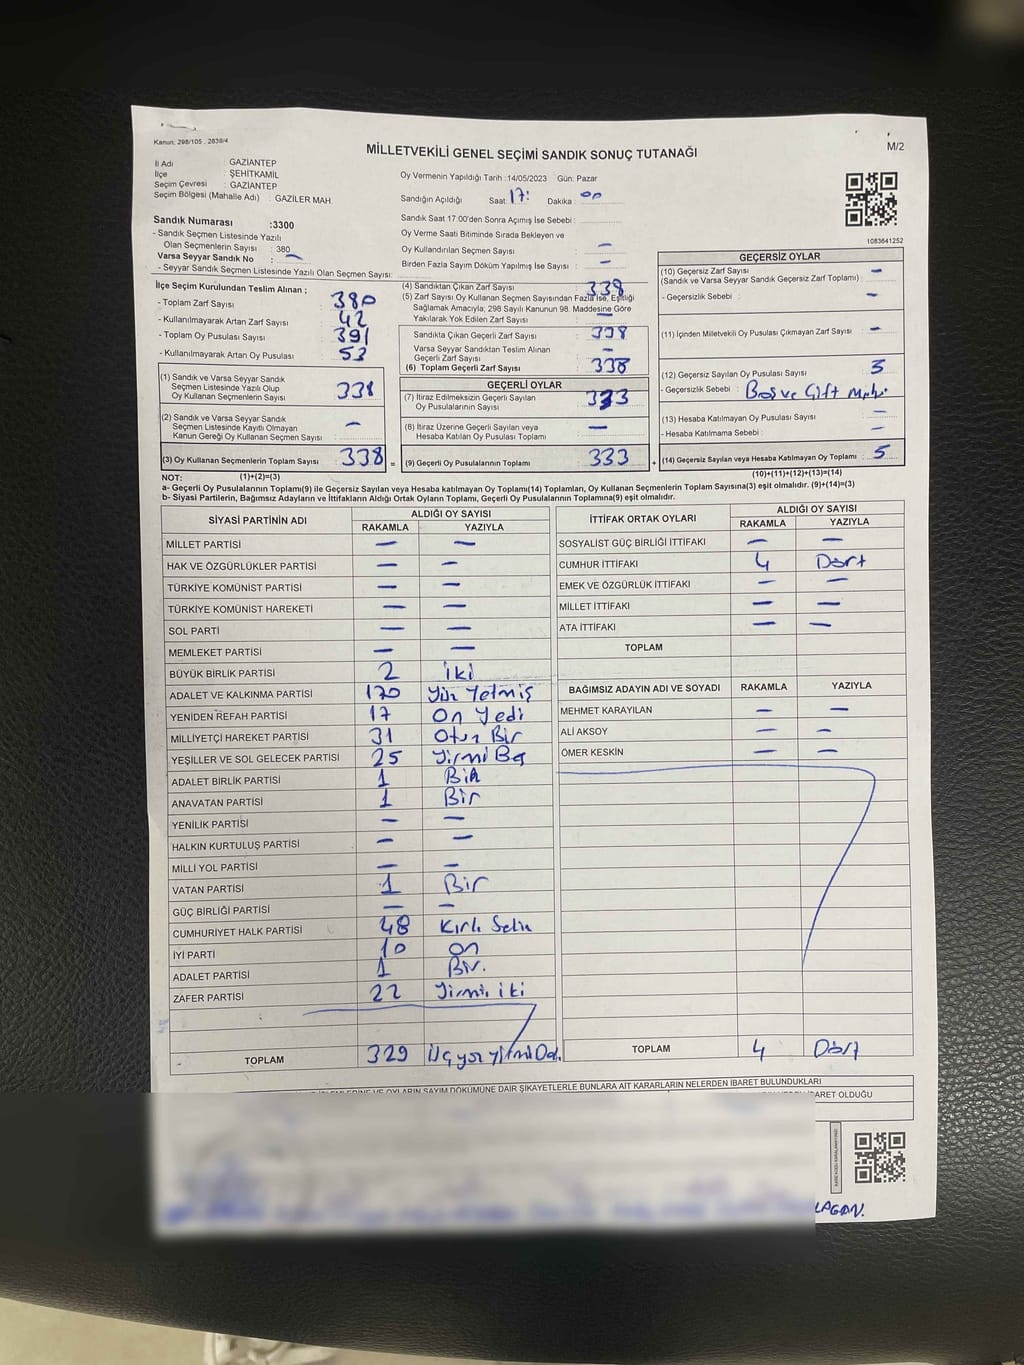 Kanun: 298/105 , 2839/4
MİLLETVEKİLİ GENEL SEÇİMİ SANDIK SONUÇ TUTANAĞI
M/2
İl Adı : GAZİANTEP
İlçe : ŞEHİTKAMİL
Seçim Çevresi : GAZİANTEP
Seçim Bölgesi (Mahalle Adı) : GAZİLER MAH.
Sandık Numarası :3300
- Sandık Seçmen Listesinde Yazılı
Olan Seçmenlerin Sayısı : 380
Varsa Seyyar Sandık No : —
- Seyyar Sandık Seçmen Listesinde Yazılı Olan Seçmen Sayısı:
Oy Vermenin Yapıldığı Tarih :14/05/2023 Gün: Pazar
Sandığın Açıldığı Saat: 17: Dakika : on
Sandık Saat 17:00'den Sonra Açımış İse Sebebi :
Oy Verme Saati Bitiminde Sırada Bekleyen ve
Oy Kullandırılan Seçmen Sayısı : —
Birden Fazla Sayım Döküm Yapılmış İse Sayısı : —
1083641252
İlçe Seçim Kurulundan Teslim Alınan ;
- Toplam Zarf Sayısı : 380
- Kullanılmayarak Artan Zarf Sayısı : 42
- Toplam Oy Pusulası Sayısı : 391
- Kullanılmayarak Artan Oy Pusulası : 53
(1) Sandık ve Varsa Seyyar Sandık
Seçmen Listesinde Yazılı Olup
Oy Kullanan Seçmenlerin Sayısı : 338
(2) Sandık ve Varsa Seyyar Sandık
Seçmen Listesinde Kayıtlı Olmayan
Kanun Gereği Oy Kullanan Seçmen Sayısı : —
(3) Oy Kullanan Seçmenlerin Toplam Sayısı : 338 =
(4) Sandıktan Çıkan Zarf Sayısı : 338
(5) Zarf Sayısı Oy Kullanan Seçmen Sayısından Fazla İse, Eşitliği
Sağlamak Amacıyla; 298 Sayılı Kanunun 98. Maddesine Göre
Yakılarak Yok Edilen Zarf Sayısı : —
Sandıkta Çıkan Geçerli Zarf Sayısı : 338
Varsa Seyyar Sandıktan Teslim Alınan
Geçerli Zarf Sayısı : —
(6) Toplam Geçerli Zarf Sayısı : 338
GEÇERLİ OYLAR
(7) İtiraz Edilmeksizin Geçerli Sayılan
Oy Pusulalarının Sayısı : 333
(8) İtiraz Üzerine Geçerli Sayılan veya
Hesaba Katılan Oy Pusulası Toplamı : —
(9) Geçerli Oy Pusulalarının Toplamı : 333 +
GEÇERSİZ OYLAR
(10) Geçersiz Zarf Sayısı : —
(Sandık ve Varsa Seyyar Sandık Geçersiz Zarf Toplamı) :
- Geçersizlik Sebebi : —
(11) İçinden Milletvekili Oy Pusulası Çıkmayan Zarf Sayısı : —
(12) Geçersiz Sayılan Oy Pusulası Sayısı : 5
- Geçersizlik Sebebi : Boş ve Çift
(13) Hesaba Katılmayan Oy Pusulası Sayısı : —
- Hesaba Katılmama Sebebi : —
(14) Geçersiz Sayılan veya Hesaba Katılmayan Oy Toplamı : 5
NOT: (1)+(2)=(3) (10)+(11)+(12)+(13)=(14)
a- Geçerli Oy Pusulalarının Toplamı(9) ile Geçersiz Sayılan veya Hesaba Katılmayan Oy Toplamı(14) Toplamları, Oy Kullanan Seçmenlerin Toplam Sayısına(3) eşit olmalıdır. (9)+(14)=(3)
b- Siyasi Partilerin, Bağımsız Adayların ve İttifakların Aldığı Ortak Oyların Toplamı, Geçerli Oy Pusulalarının Toplamına(9) eşit olmalıdır.
SİYASİ PARTİNİN ADI ALDIĞI OY SAYISI
RAKAMLA YAZIYLA
MİLLET PARTİSİ — —
HAK VE ÖZGÜRLÜKLER PARTİSİ — —
TÜRKİYE KOMÜNİST PARTİSİ — —
TÜRKİYE KOMÜNİST HAREKETİ — —
SOL PARTİ — —
MEMLEKET PARTİSİ — —
BÜYÜK BİRLİK PARTİSİ 2 iki
ADALET VE KALKINMA PARTİSİ 170 Yüz Yetmiş
YENİDEN REFAH PARTİSİ 17 On Yedi
MİLLİYETÇİ HAREKET PARTİSİ 31 Otuz Bir
YEŞİLLER VE SOL GELECEK PARTİSİ 25 Yirmi Beş
ADALET BİRLİK PARTİSİ 1 Bir
ANAVATAN PARTİSİ 1 Bir
YENİLİK PARTİSİ — —
HALKIN KURTULUŞ PARTİSİ — —
MİLLİ YOL PARTİSİ — —
VATAN PARTİSİ 1 Bir
GÜÇ BİRLİĞİ PARTİSİ — —
CUMHURİYET HALK PARTİSİ 48 Kırk Sekiz
İYİ PARTİ 10 On
ADALET PARTİSİ 1 Bir.
ZAFER PARTİSİ 22 Yirmi iki
TOPLAM 329 üçyüz yirmi
İTTİFAK ORTAK OYLARI ALDIĞI OY SAYISI
RAKAMLA YAZIYLA
SOSYALİST GÜÇ BİRLİĞİ İTTİFAKI — —
CUMHUR İTTİFAKI 4 Dört
EMEK VE ÖZGÜRLÜK İTTİFAKI — —
MİLLET İTTİFAKI — —
ATA İTTİFAKI — —
TOPLAM
BAĞIMSIZ ADAYIN ADI VE SOYADI RAKAMLA YAZIYLA
MEHMET KARAYILAN — —
ALİ AKSOY — —
ÖMER KESKİN — —
TOPLAM 4 Dört
İŞLEMLERİNE VE OYLARIN SAYIM DÖKÜMÜNE DAİR ŞİKAYETLERLE BUNLARA AİT KARARLARIN NELERDEN İBARET BULUNDUKLARI
İBARET OLDUĞU